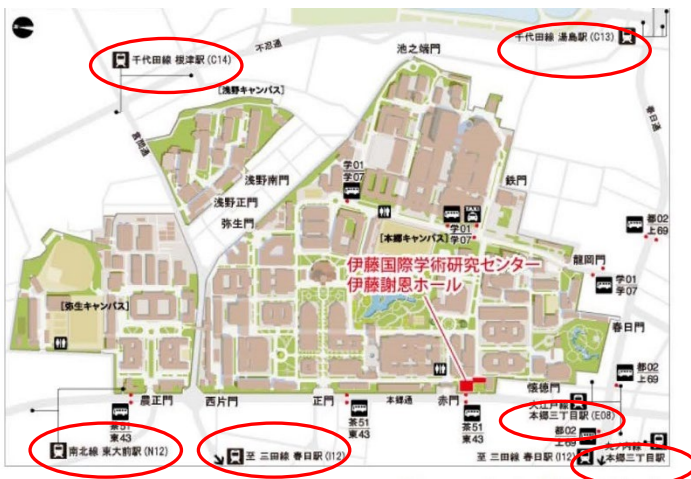 千代田線 根津駅(C14)
不忍通
池之端門
千代田線 湯島駅(C13)
春日通
[浅野キャンパス]
言問通
浅野南門
浅野正門
弥生門
学01
学07
鉄門
TAXI
学01
学07
[本郷キャンパス]
都02
上69
龍岡門
学01
学07
伊藤国際学術研究センター
伊藤謝恩ホール
[弥生キャンパス]
春日門
都02
上69
農正門
西片門
正門
本郷通
赤門
懐徳門
茶51
東43
茶51
東43
茶51
東43
大江戸線
本郷三丁目駅(E08)
都02
上69
南北線 東大前駅(N12)
至 三田線 春日駅(I12)
至 三田線 春日駅(I12)
丸ノ内線
本郷三丁目駅